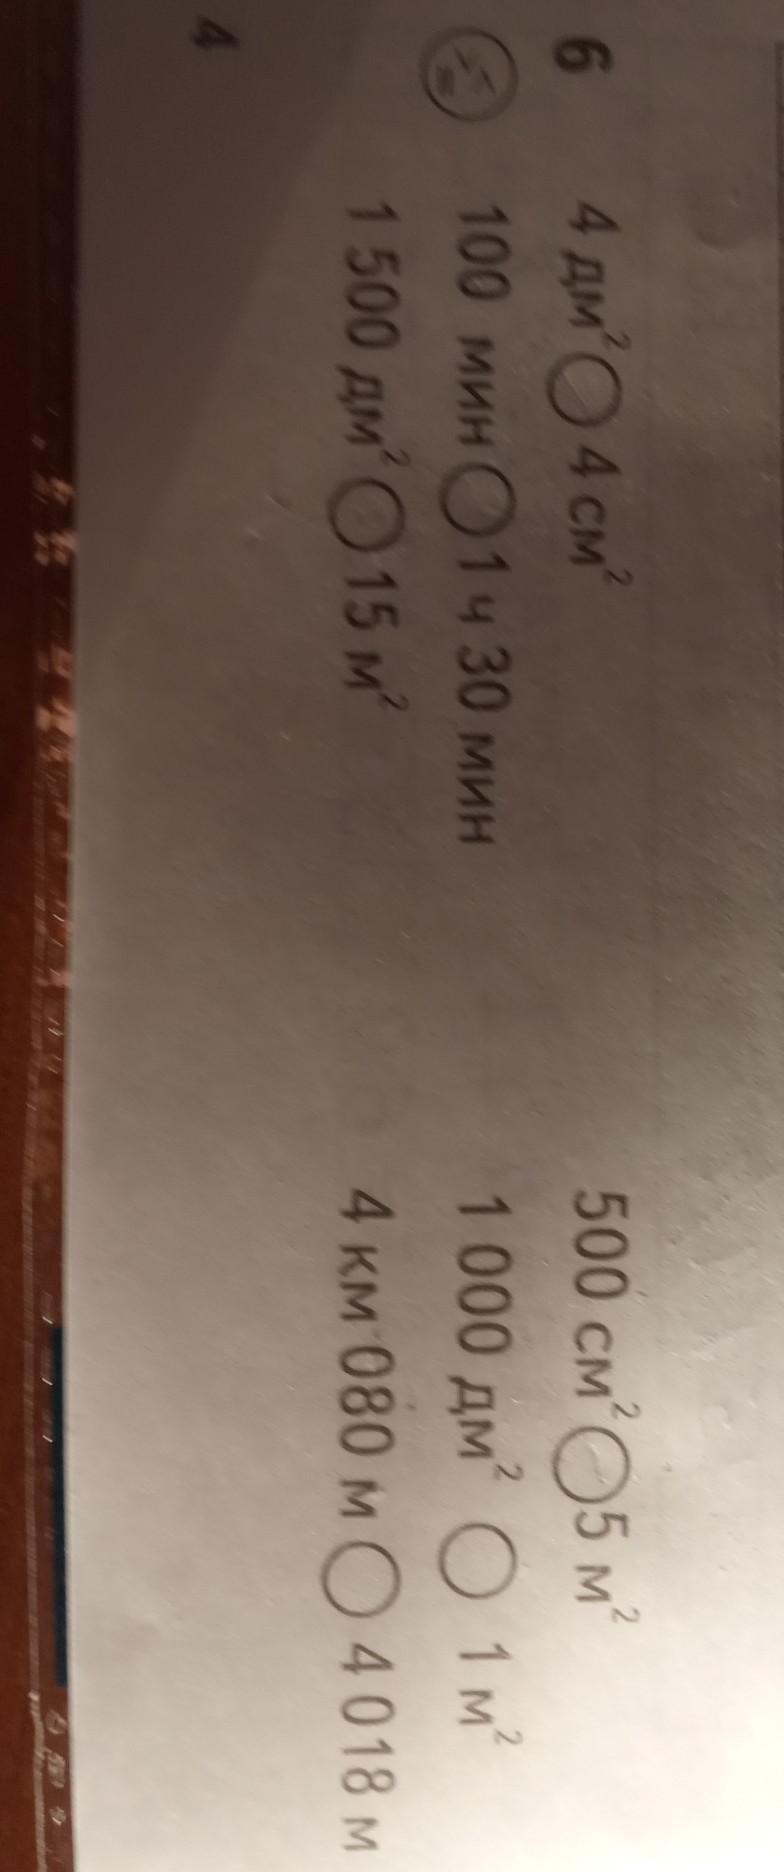 6 4 дм² ◯ 4 см² 500 см² ◯ 5 м²
100 мин ◯ 1 ч 30 мин 1 000 дм² ◯ 1 м²
1 500 дм² ◯ 15 м² 4 км 080 м ◯ 4 018 м
4